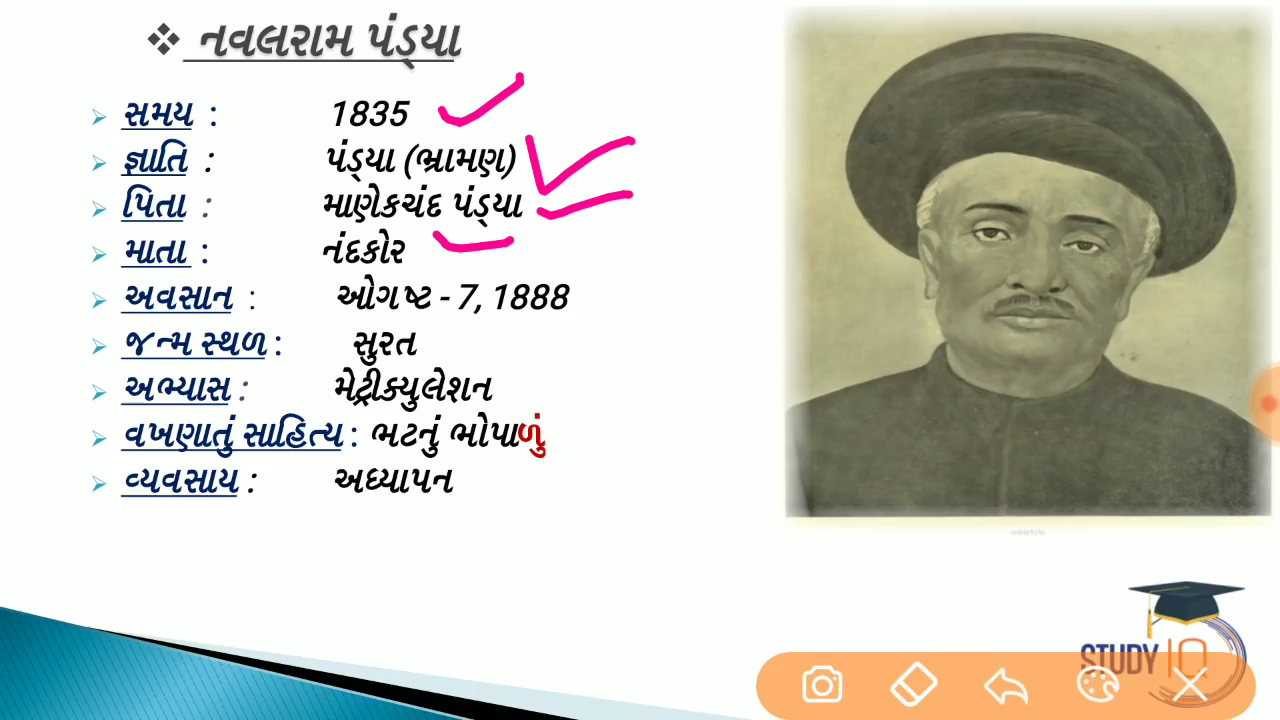 નવલરામ પંડ્યા
સમય : 1835
જ્ઞાતિ : પંડ્યા (ભ્રામણ)
પિતા : માણેકચંદ પંડ્યા
માતા : નંદકોર
અવસાન : ઓગષ્ટ - 7, 1888
જન્મ સ્થળ : સુરત
અભ્યાસ : મેટ્રીક્યુલેશન
વખણાતું સાહિત્ય : ભટનું ભોપાળું
વ્યવસાય : અધ્યાપન
STUDY IQ